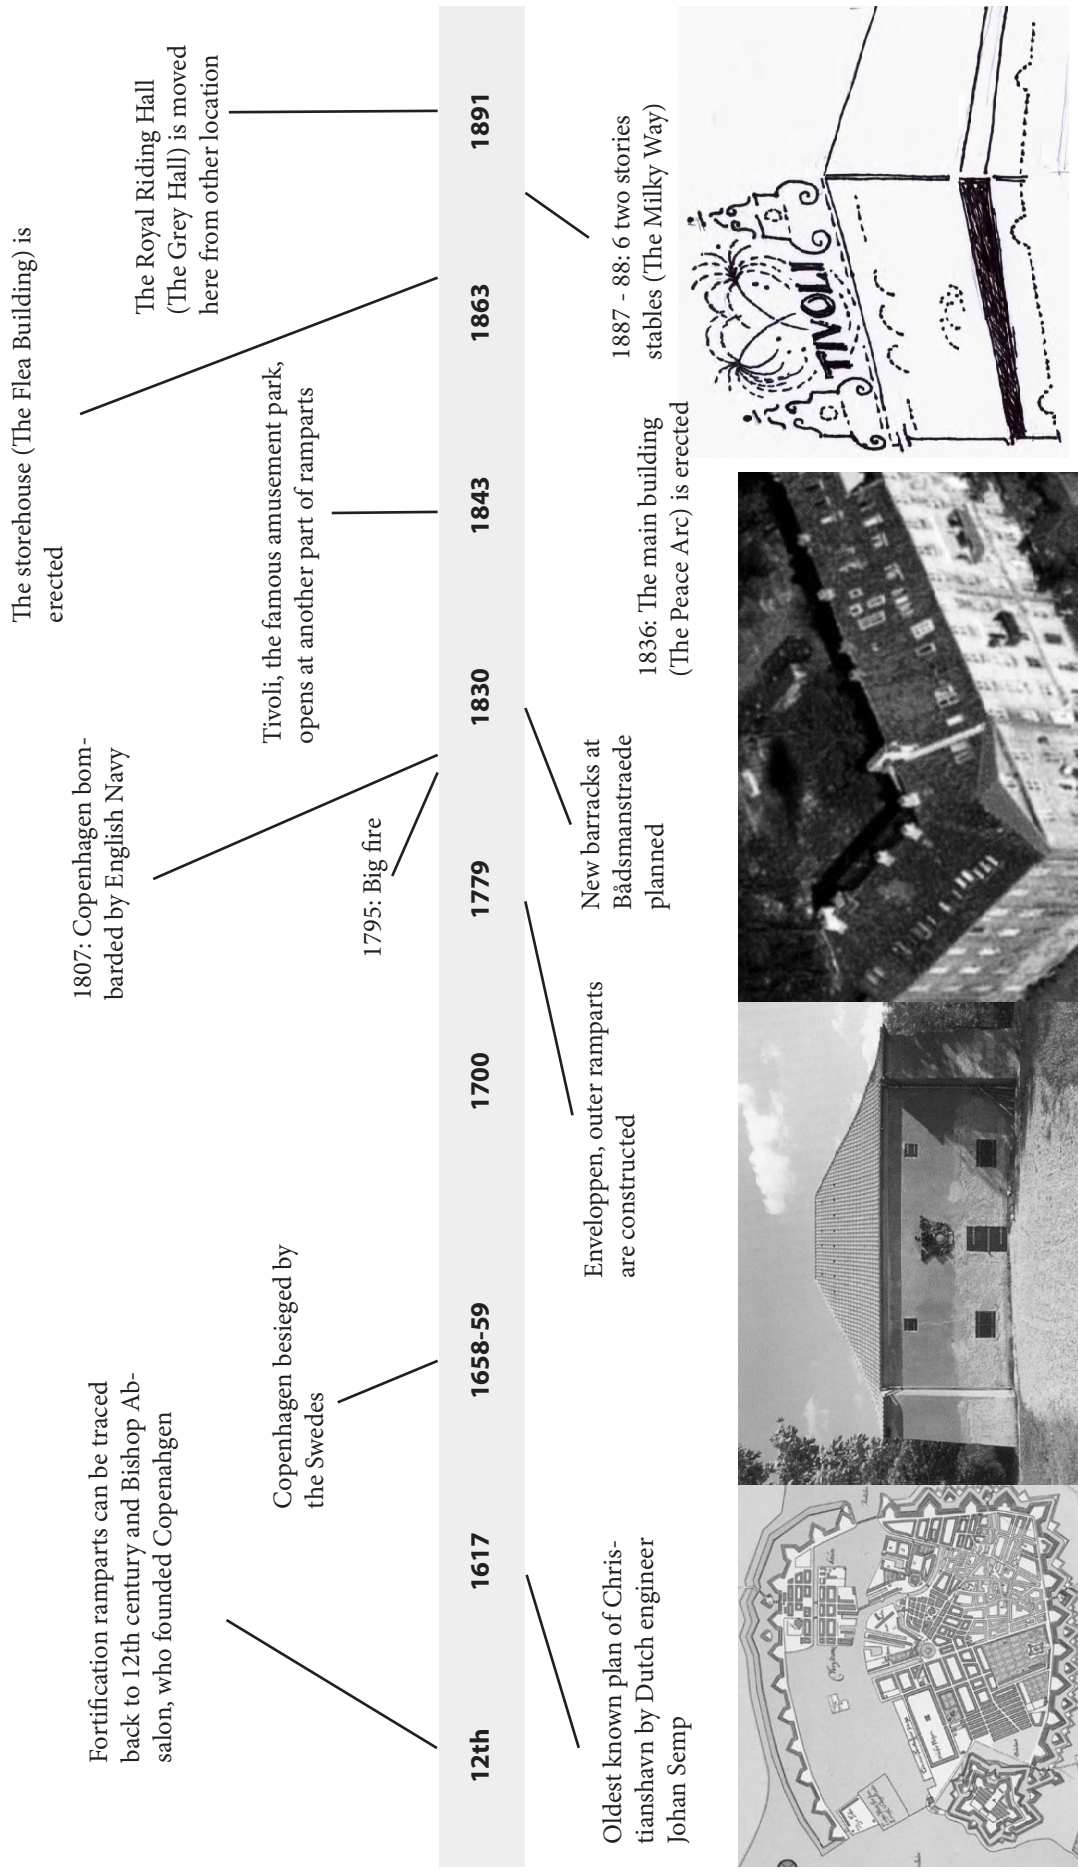 Fortification ramparts can be traced
back to 12th century and Bishop Ab-
salon, who founded Copenahgen
Copenhagen besieged by
the Swedes
1807: Copenhagen bom-
barded by English Navy
1795: Big fire
Tivoli, the famous amusement park,
opens at another part of ramparts
The storehouse (The Flea Building) is
erected
The Royal Riding Hall
(The Grey Hall) is moved
here from other location
12th
1617
1658-59
1700
1779
1830
1843
1863
1891
Oldest known plan of Chris-
tianshavn by Dutch engineer
Johan Semp
Enveloppen, outer ramparts
are constructed
New barracks at
Bådsmanstraede
planned
1836: The main building
(The Peace Arc) is erected
1887 - 88: 6 two stories
stables (The Milky Way)
TIVOLI